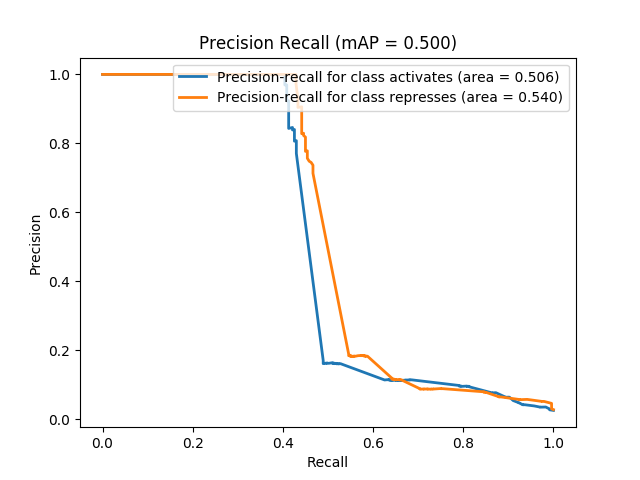 Precision Recall (mAP = 0.500)
Precision-recall for class activates (area = 0.506)
Precision-recall for class represses (area = 0.540)
1.0
0.8
0.6
0.4
0.2
0.0
Precision
0.0 0.2 0.4 0.6 0.8 1.0
Recall